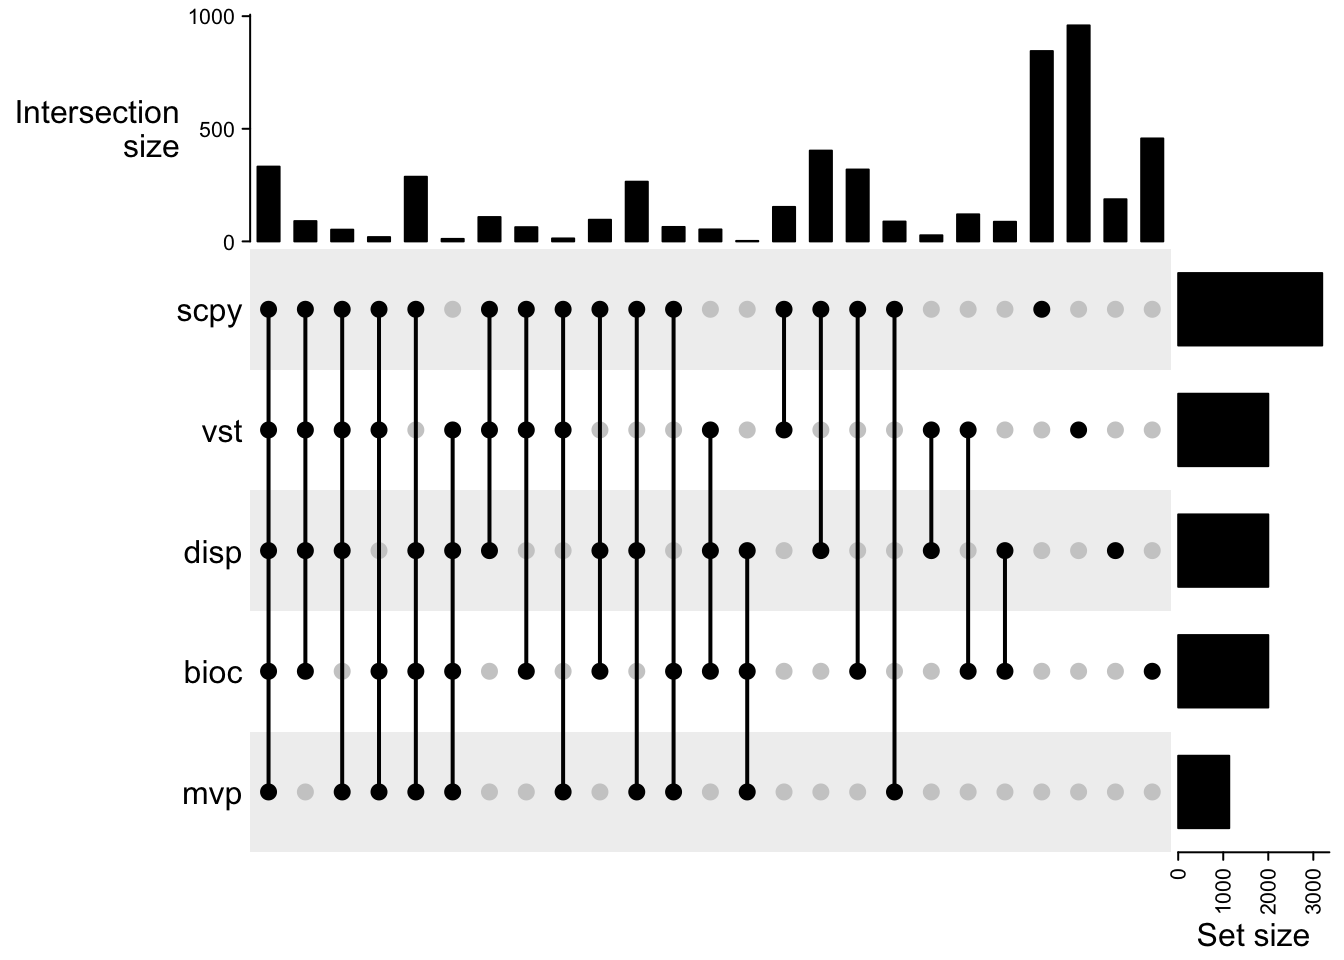 1000
Intersection
size
500
0
scpy
vst
disp
bioc
mvp
0
1000
2000
3000
Set size